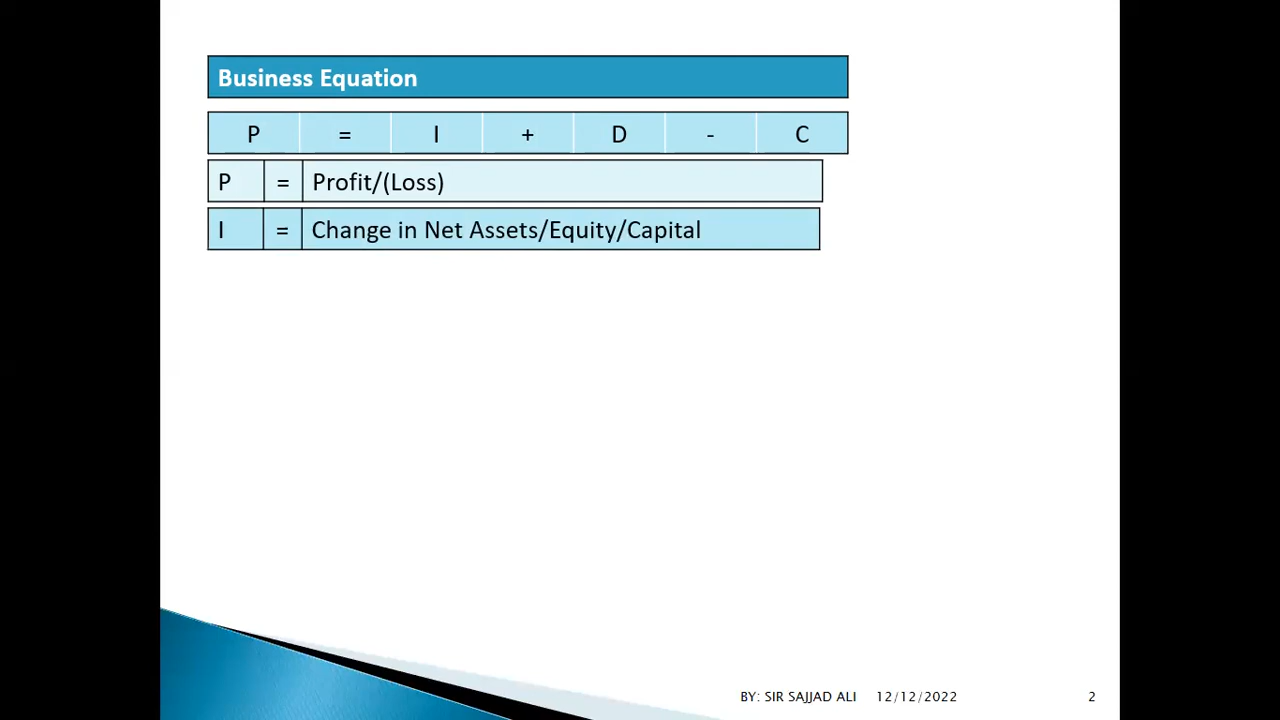 Business Equation
P = I + D - C
P = Profit/(Loss)
I = Change in Net Assets/Equity/Capital
BY: SIR SAJJAD ALI 12/12/2022 2